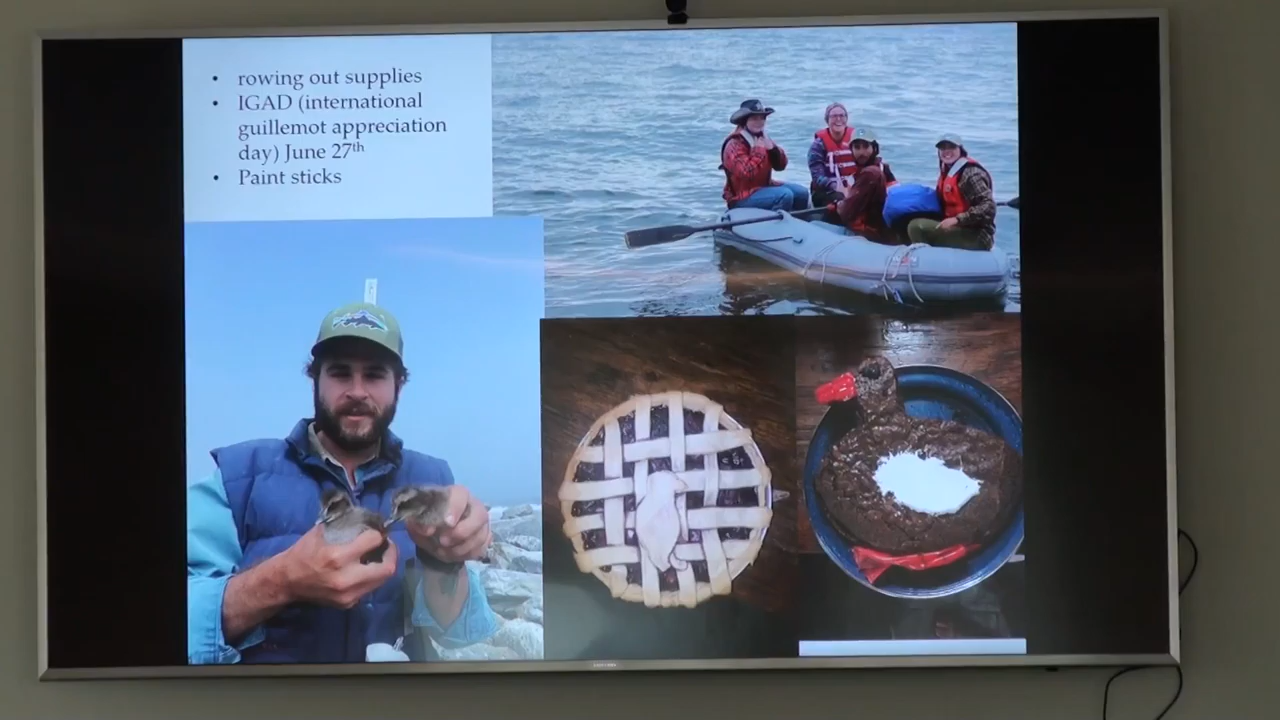 • rowing out supplies
• IGAD (international
guillemot appreciation
day) June 27th
• Paint sticks